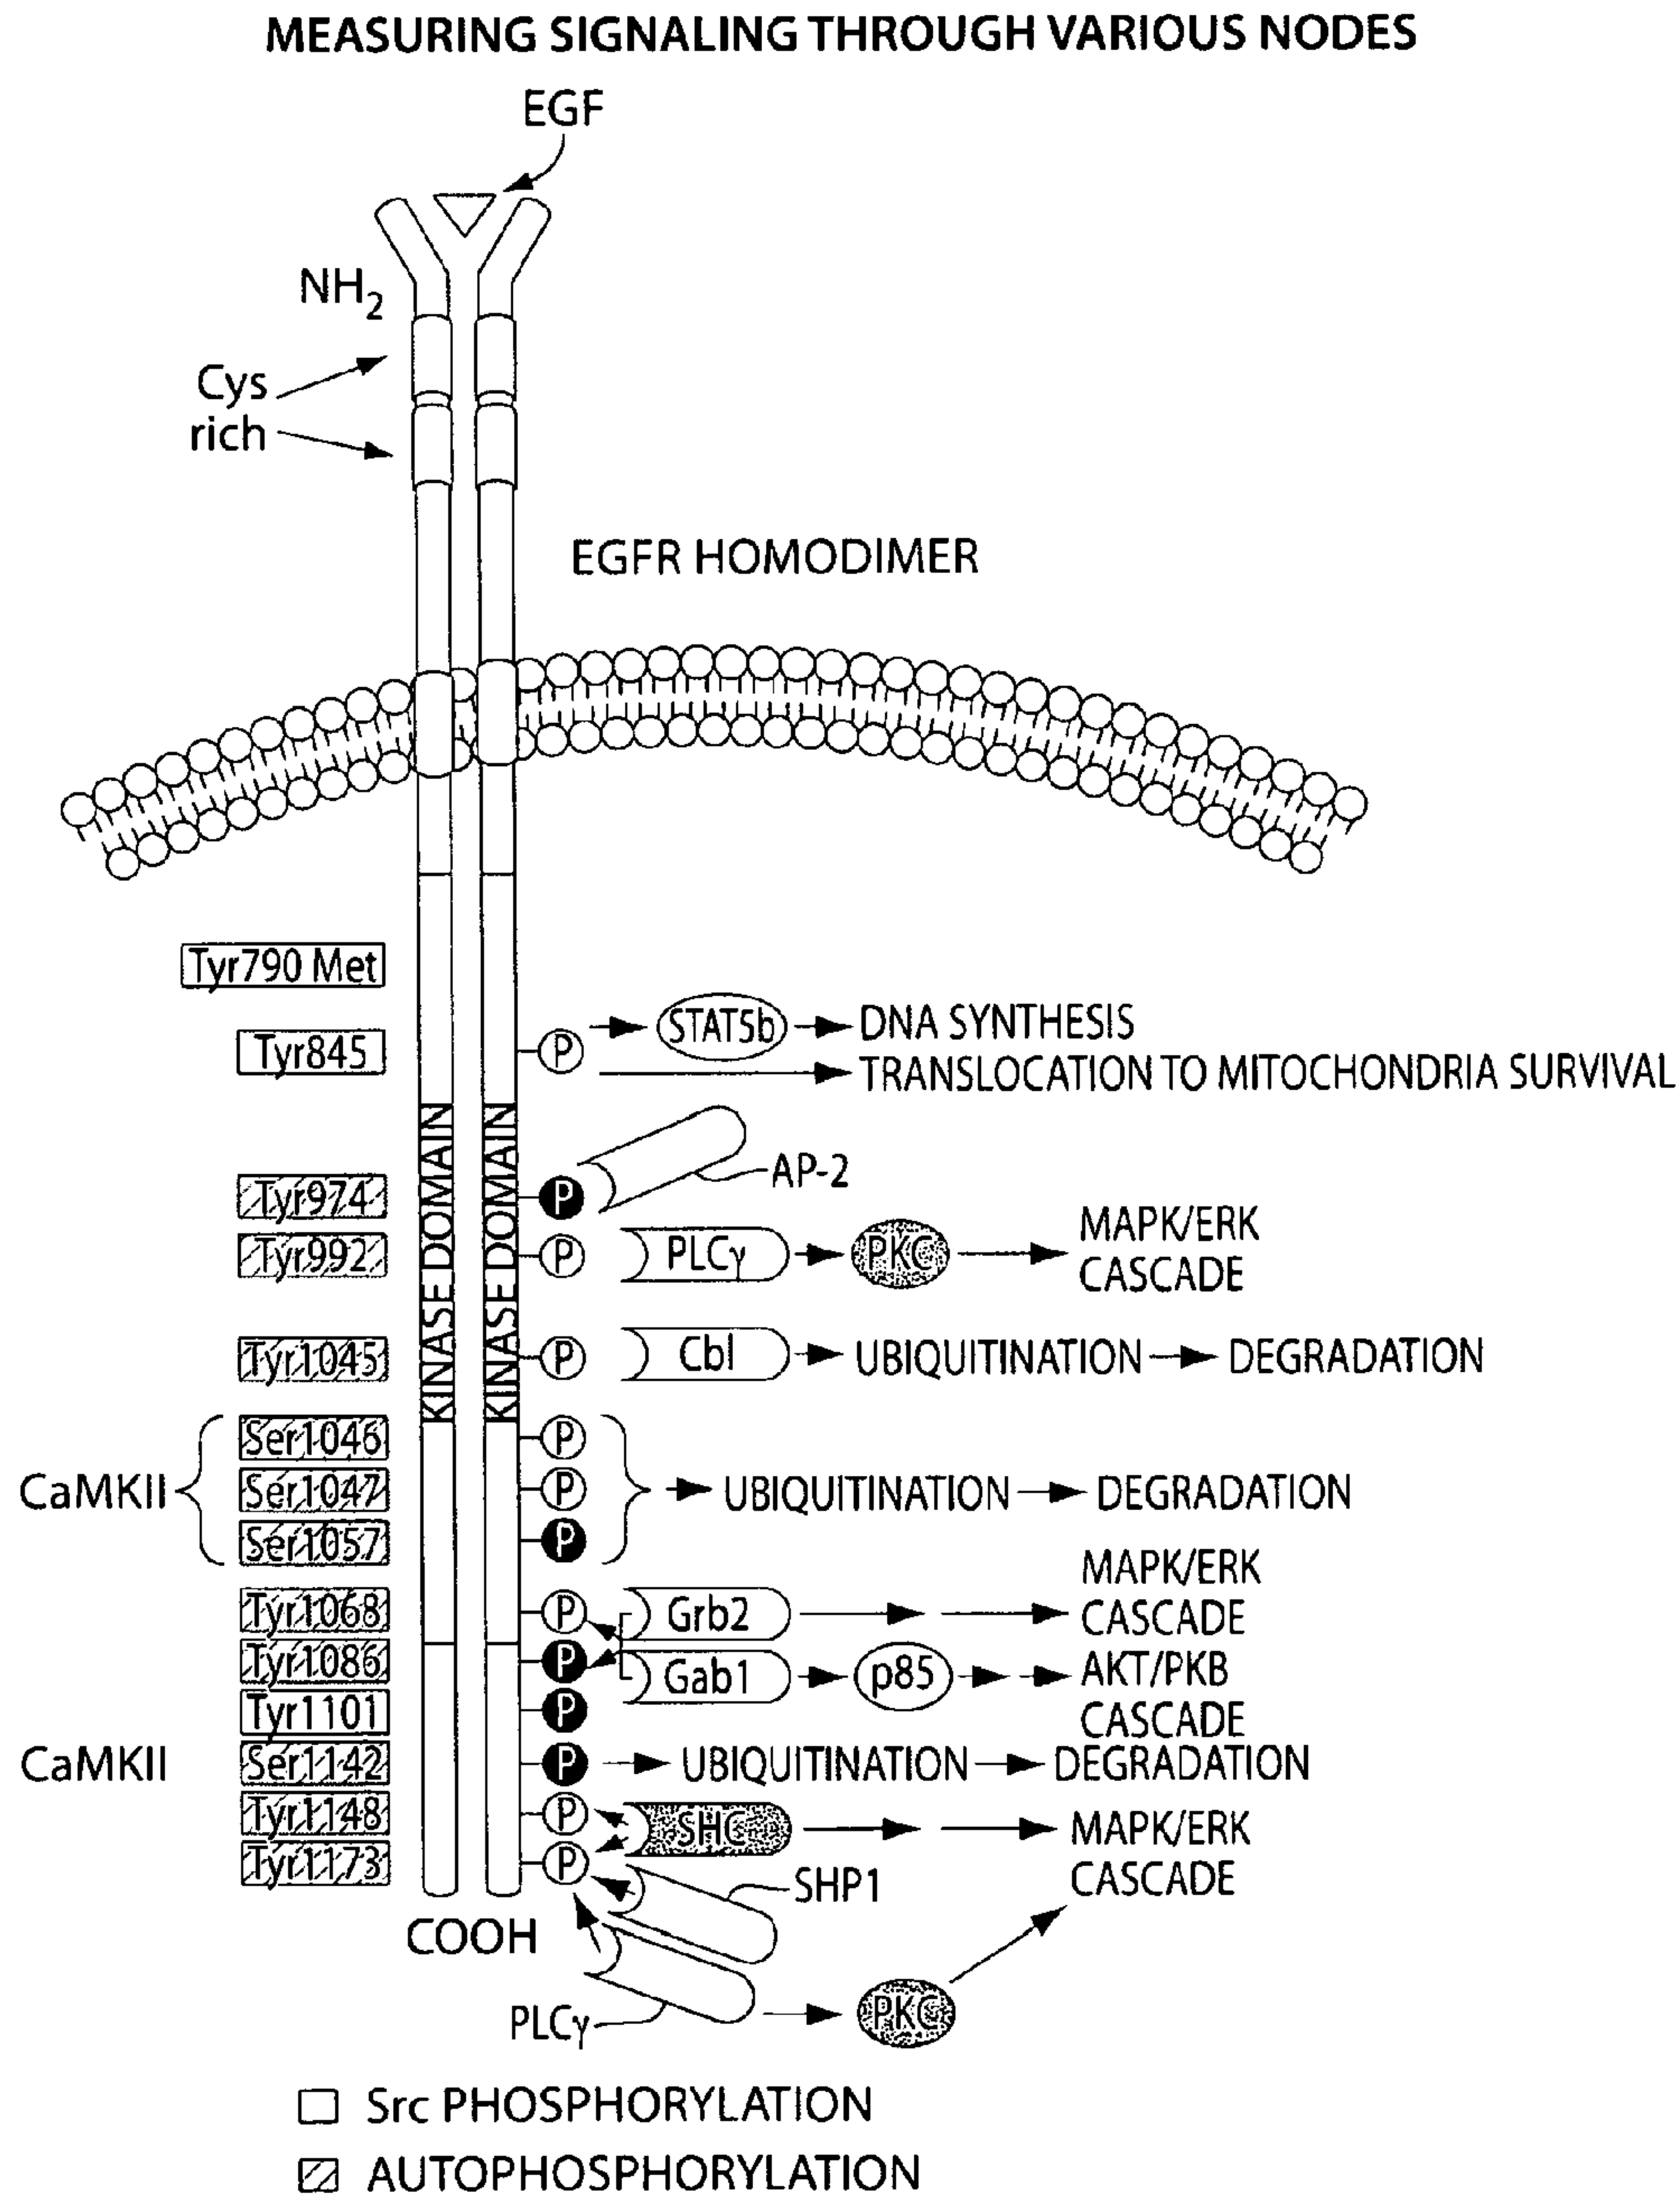 MEASURING SIGNALING THROUGH VARIOUS NODES
EGF
NH2
Cys
rich
EGFR HOMODIMER
Tyr790 Met
Tyr845
P
STAT5b
DNA SYNTHESIS
TRANSLOCATION TO MITOCHONDRIA SURVIVAL
KINASE DOMAIN
KINASE DOMAIN
AP-2
Tyr974
P
Tyr992
P
PLCγ
PKC
MAPK/ERK
CASCADE
Tyr1045
P
Cbl
UBIQUITINATION
DEGRADATION
CaMKII
Ser1046
P
Ser1047
P
Ser1057
P
UBIQUITINATION
DEGRADATION
Tyr1068
P
Grb2
MAPK/ERK
CASCADE
Tyr1086
P
Gab1
p85
AKT/PKB
CASCADE
Tyr1101
P
CaMKII
Ser1142
P
UBIQUITINATION
DEGRADATION
Tyr1148
P
SHC
MAPK/ERK
CASCADE
Tyr1173
P
SHP1
COOH
PLCγ
PKC
Src PHOSPHORYLATION
AUTOPHOSPHORYLATION